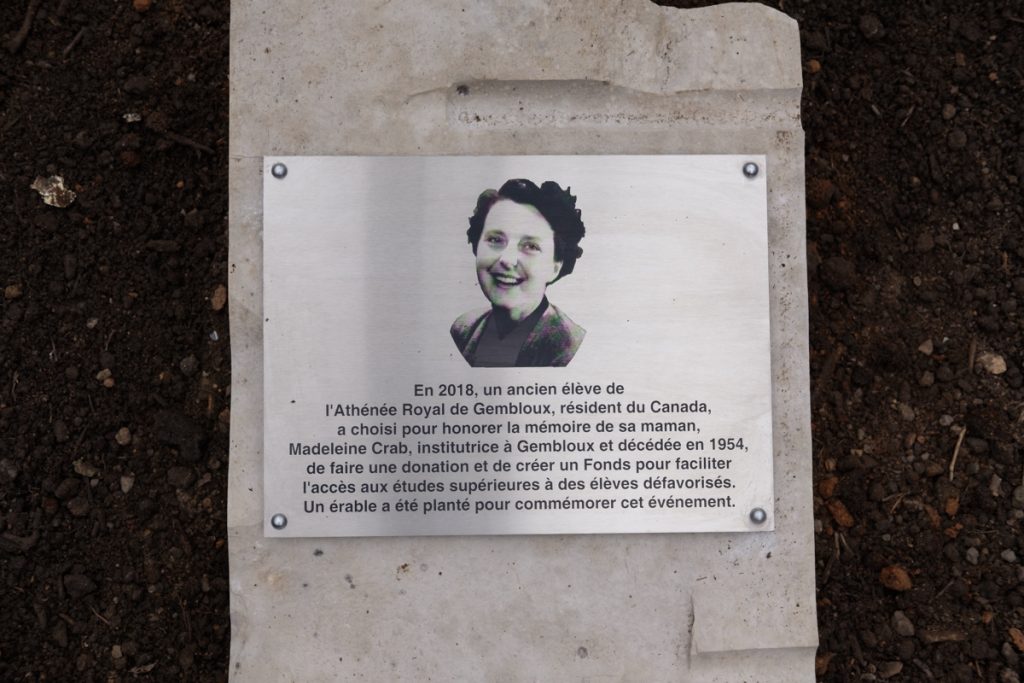 En 2018, un ancien élève de
l'Athénée Royal de Gembloux, résident du Canada,
a choisi pour honorer la mémoire de sa maman,
Madeleine Crab, institutrice à Gembloux et décédée en 1954,
de faire une donation et de créer un Fonds pour faciliter
l'accès aux études supérieures à des élèves défavorisés.
Un érable a été planté pour commémorer cet événement.